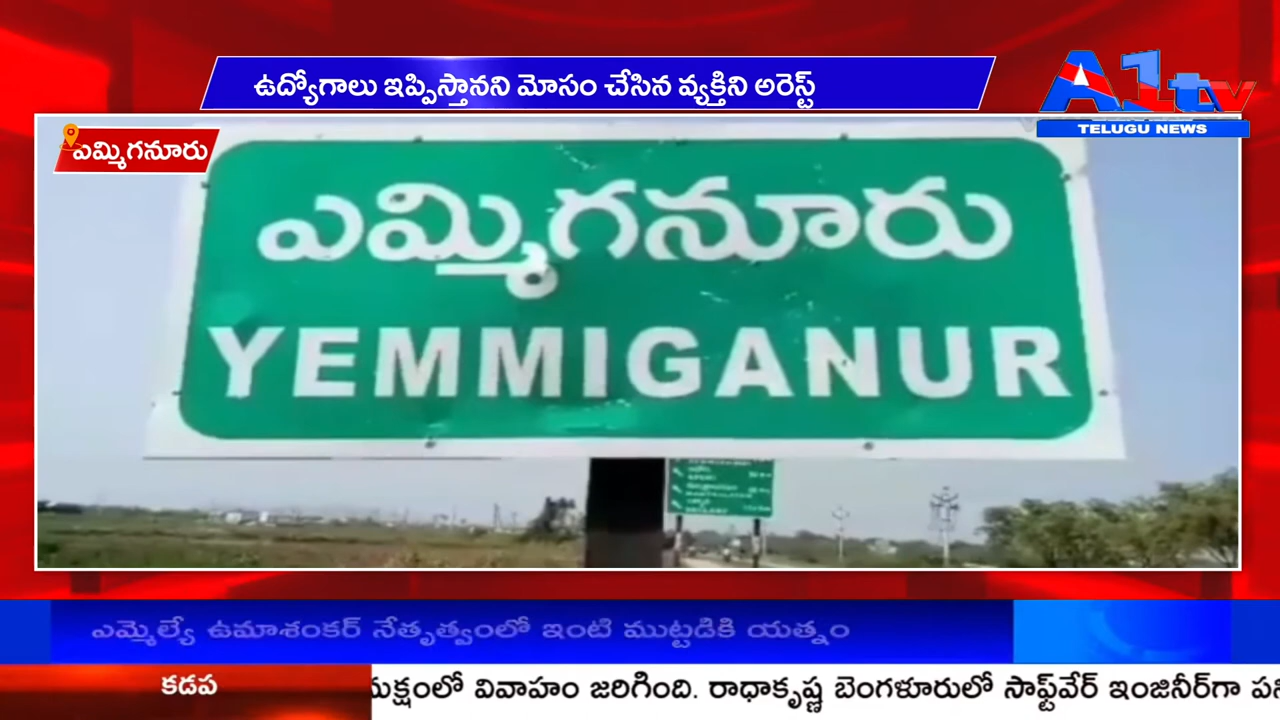 ఉద్యోగాలు ఇప్పిస్తానని మోసం చేసిన వ్యక్తిని అరెస్ట్
A1tv
TELUGU NEWS
ఎమ్మిగనూరు
ఎమ్మిగనూరు
YEMMIGANUR
ఎమ్మెల్యే ఉమాశంకర్ నేతృత్వంలో ఇంటి ముట్టడికి యత్నం
కడప
వివాహం జరిగింది. రాధాకృష్ణ బెంగళూరులో సాఫ్ట్‌వేర్ ఇంజినీర్‌గా